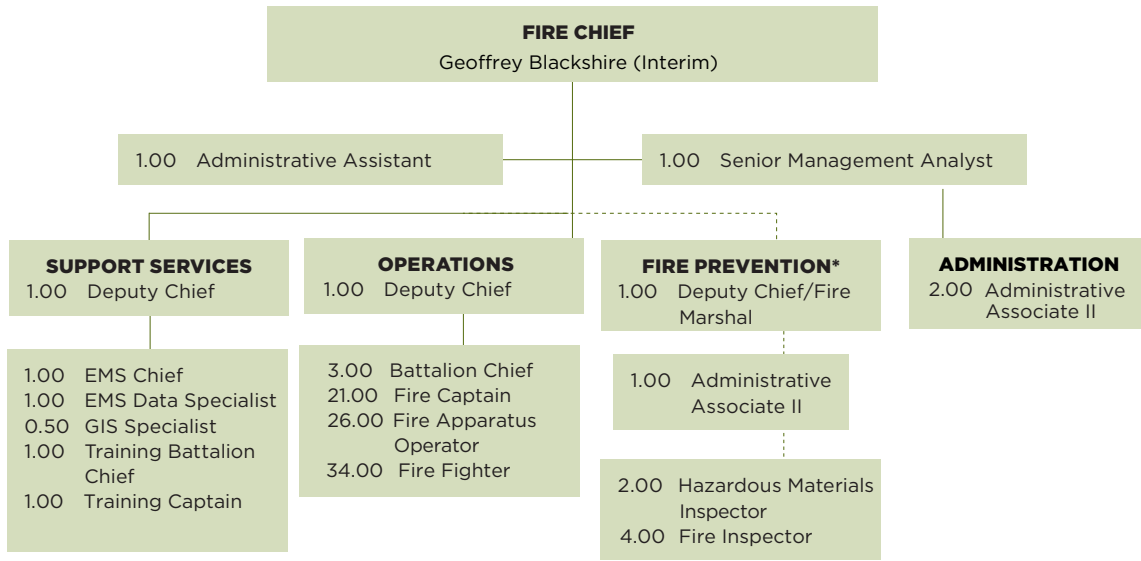 FIRE CHIEF
Geoffrey Blackshire (Interim)
1.00 Administrative Assistant
1.00 Senior Management Analyst
SUPPORT SERVICES
1.00 Deputy Chief
OPERATIONS
1.00 Deputy Chief
FIRE PREVENTION*
1.00 Deputy Chief/Fire
Marshal
ADMINISTRATION
2.00 Administrative
Associate II
1.00 EMS Chief
1.00 EMS Data Specialist
0.50 GIS Specialist
1.00 Training Battalion
Chief
1.00 Training Captain
3.00 Battalion Chief
21.00 Fire Captain
26.00 Fire Apparatus
Operator
34.00 Fire Fighter
1.00 Administrative
Associate II
2.00 Hazardous Materials
Inspector
4.00 Fire Inspector